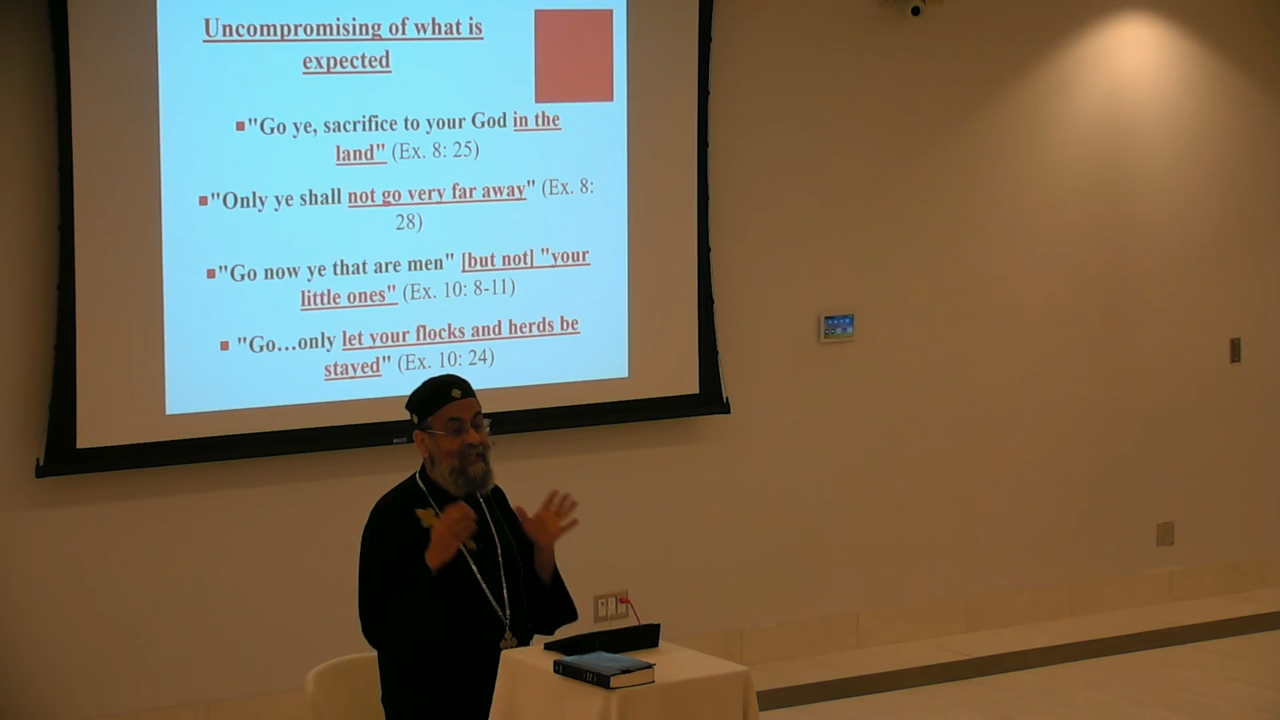 Uncompromising of what is
expected
"Go ye, sacrifice to your God in the
land" (Ex. 8: 25)
"Only ye shall not go very far away" (Ex. 8:
28)
"Go now ye that are men" [but not] "your
little ones" (Ex. 10: 8-11)
"Go…only let your flocks and herds be
stayed" (Ex. 10: 24)